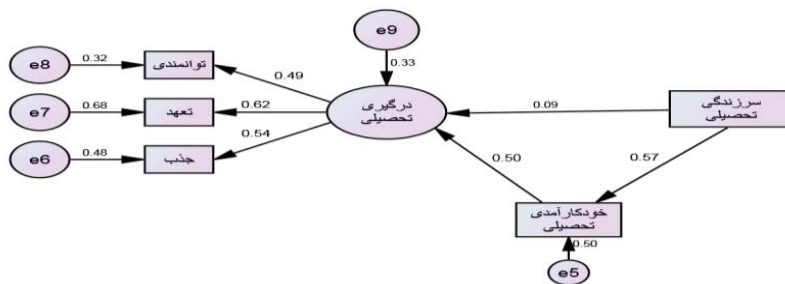 e9
0.33
e8
0.32
توانمندی
0.49
e7
0.68
تعهد
0.62
درگیری
تحصیلی
0.09
سرزندگی
تحصیلی
e6
0.48
جذب
0.54
0.50
0.57
خودکارآمدی
تحصیلی
0.50
e5